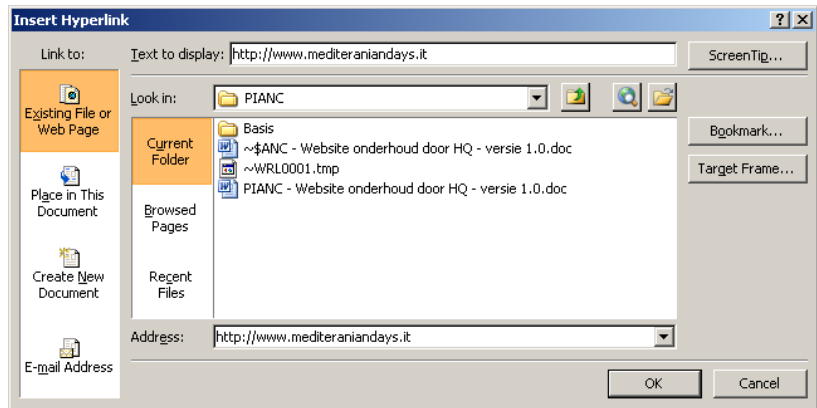 Insert Hyperlink
Link to:
Text to display: http://www.mediteraniandays.it
ScreenTip...
Look in:
PIANC
Existing File or
Web Page
Place in This
Document
Create New
Document
E-mail Address
Current
Folder
Browsed
Pages
Recent
Files
Basis
~$ANC - Website onderhoud door HQ - versie 1.0.doc
~WRL0001.tmp
PIANC - Website onderhoud door HQ - versie 1.0.doc
Bookmark...
Target Frame...
Address: http://www.mediteraniandays.it
OK
Cancel